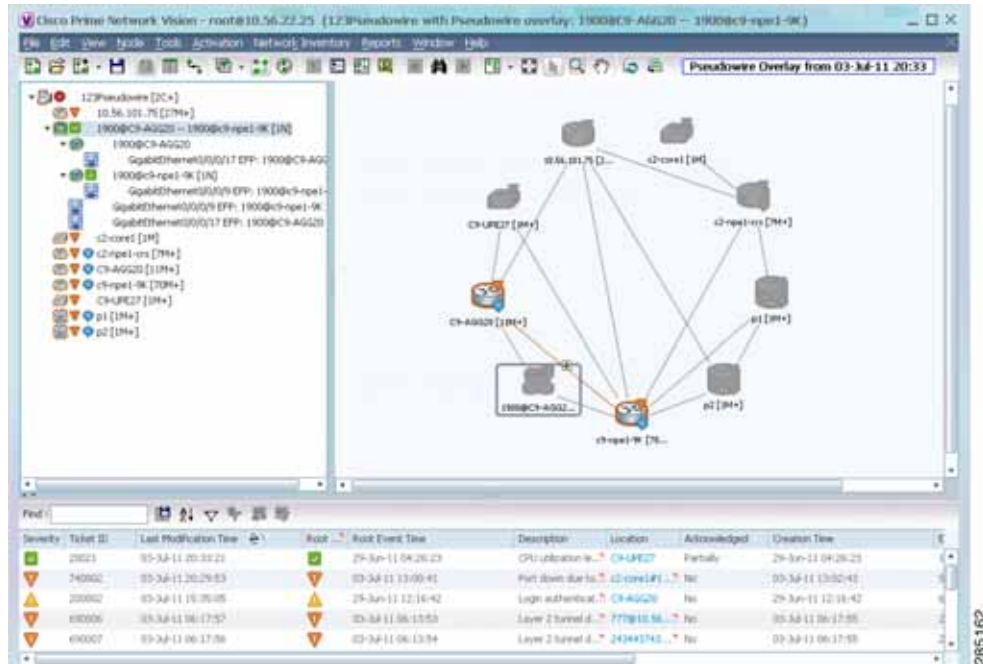 Cisco Prime Network Vision - root@10.56.22.25 (123Pseudowire with Pseudowire overlay: 1900@C9-AGG20 -- 1900@c9-npe1-9K)
File Edit View Node Tools Activation Network Inventory Reports Window Help
Pseudowire Overlay from 03-Jul-11 20:33
123Pseudowire [2C+]
10.56.101.75 [27M+]
1900@C9-AGG20 -- 1900@c9-npe1-9K [1N]
1900@C9-AGG20
GigabitEthernet0/0/0/17 EFP: 1900@C9-AGG
1900@c9-npe1-9K [1N]
GigabitEthernet0/0/0/9 EFP: 1900@c9-npe1-
GigabitEthernet0/0/0/9 EFP: 1900@c9-npe1-9K
GigabitEthernet0/0/0/17 EFP: 1900@C9-AGG20
c2-core1 [1M]
c2-npe1-crs [7M+]
C9-AGG20 [11M+]
c9-npe1-9K [70M+]
C9-UPE27 [1M+]
p1 [1M+]
p2 [1M+]
10.56.101.75 [2...
c2-core1 [1M]
C9-UPE27 [1M+]
c2-npe1-crs [7M+]
C9-AGG20 [11M+]
p1 [1M+]
1900@C9-AGG2...
p2 [1M+]
c9-npe1-9K [70...
Find :
Severity Ticket ID Last Modification Time Root ... Root Event Time Description Location Acknowledged Creation Time
20021 03-Jul-11 20:33:21 29-Jun-11 04:26:23 CPU utilization le... C9-UPE27 Partially 29-Jun-11 04:26:25
740002 03-Jul-11 20:29:53 03-Jul-11 13:00:41 Port down due to... c2-core1#1... No 03-Jul-11 13:02:43
200002 03-Jul-11 15:35:05 29-Jun-11 12:16:42 Login authenticat... C9-AGG20 No 29-Jun-11 12:16:42
690006 03-Jul-11 06:17:57 03-Jul-11 06:13:53 Layer 2 tunnel d... 777@10.56... No 03-Jul-11 06:17:55
690007 03-Jul-11 06:17:56 03-Jul-11 06:13:54 Layer 2 tunnel d... No 03-Jul-11 06:17:55
285162